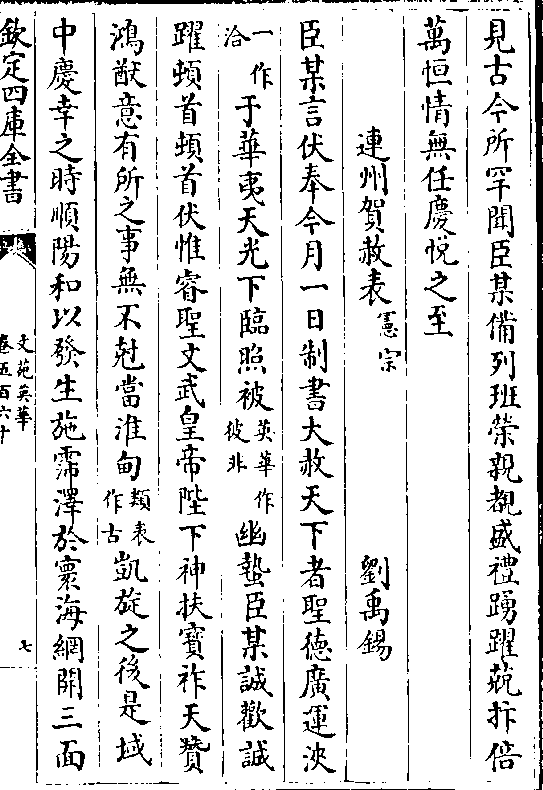 見古今所罕聞臣某備列班榮親覩盛禮踴躍蔬抃倍
萬恒情無任慶悅之至
連州賀赦表憲宗　劉禹錫
臣某言伏奉今月一日制書大赦天下者聖德廣運浹
一作洽于華夷天光下臨照被英華作彼非幽蟄臣某誠歡誠
躍頓首頓首伏惟睿聖文武皇帝陛下神扶寶祚天贊
鴻猷意有所之事無不尅當淮甸類表作古凱旋之後是域
中慶幸之時順陽和以發生施霈澤於寰海網開三面
欽定四庫全書
文苑英華
卷五百六十
七